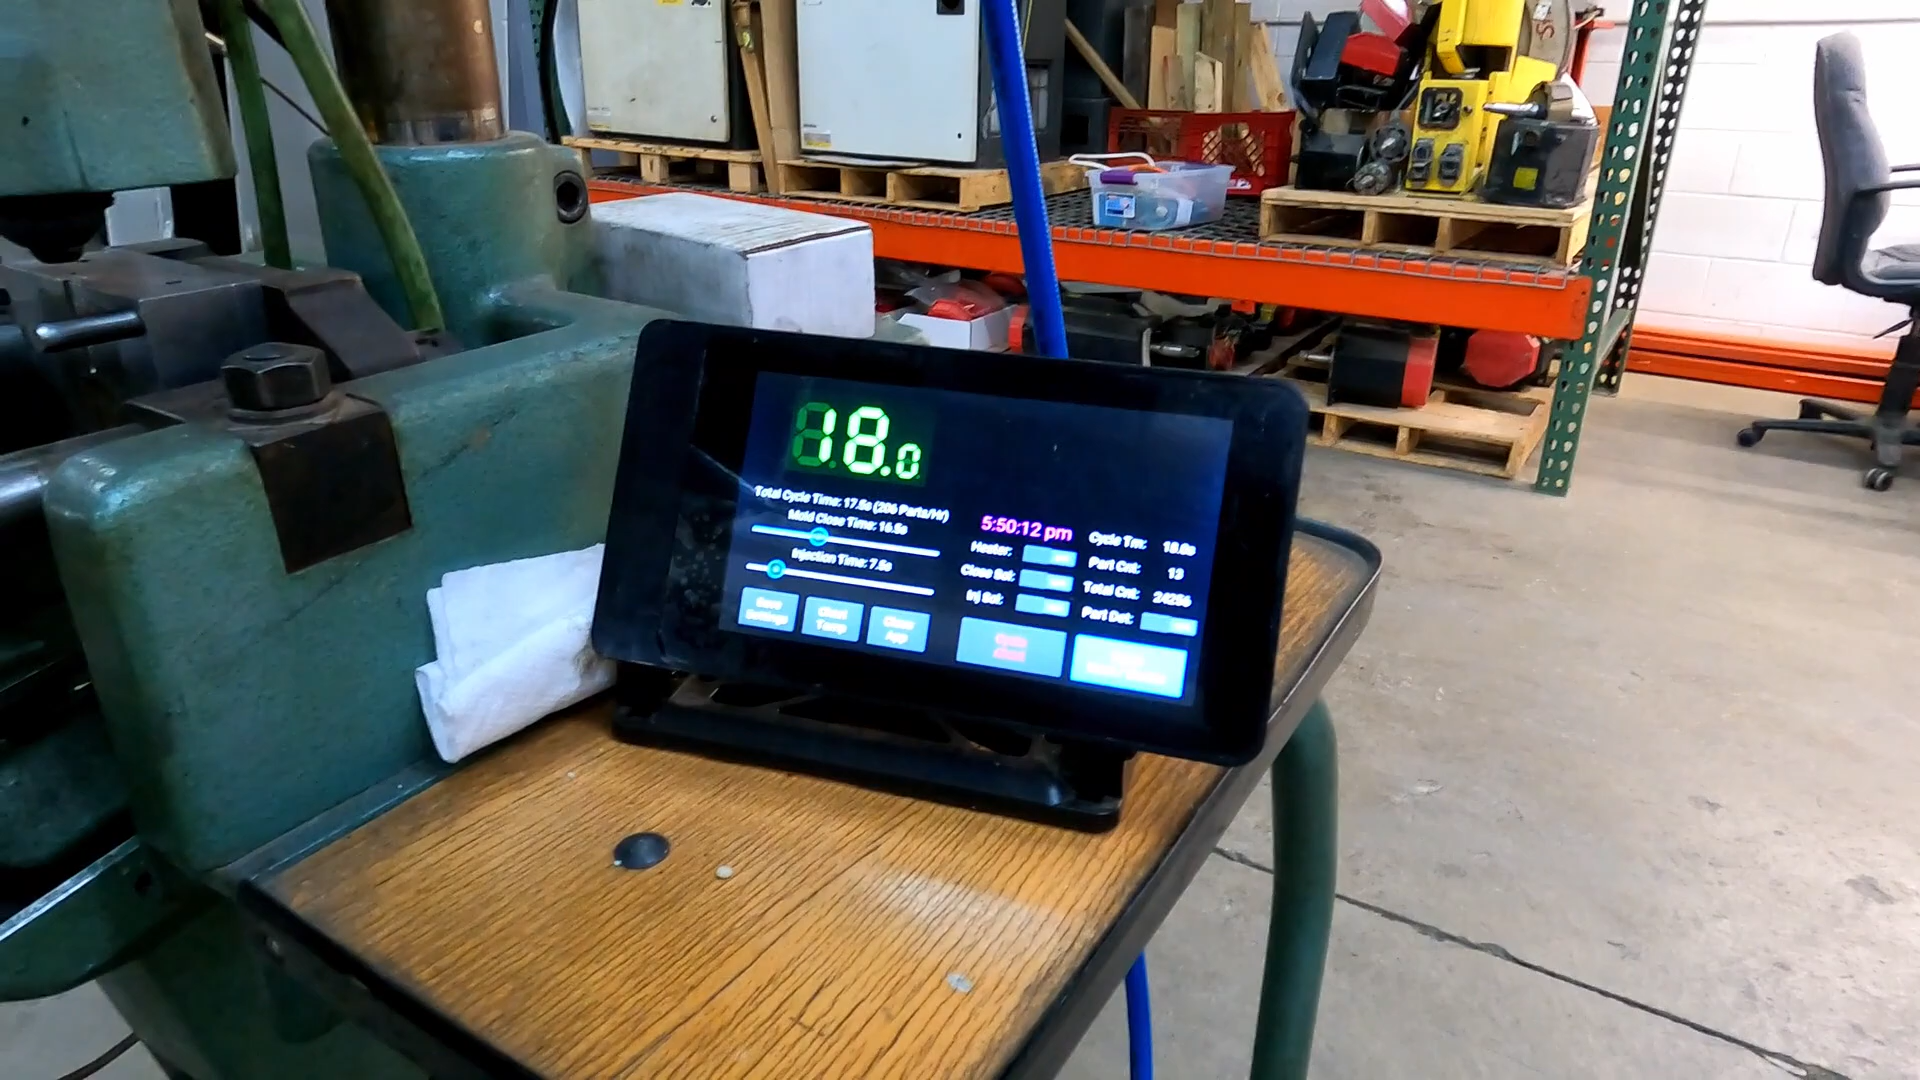 18.0
Total Cycle Time: 17.5s (206 Parts/Hr)
Mold Close Time: 16.5s
Injection Time: 7.5s
5:50:12 pm
Heater:
Close Sol:
Inj Sol:
Cycle Tm: 18.0s
Part Cnt: 13
Total Cnt: 24256
Part Det:
Save
Settings
Chart
Temp
Close
App
Cycle